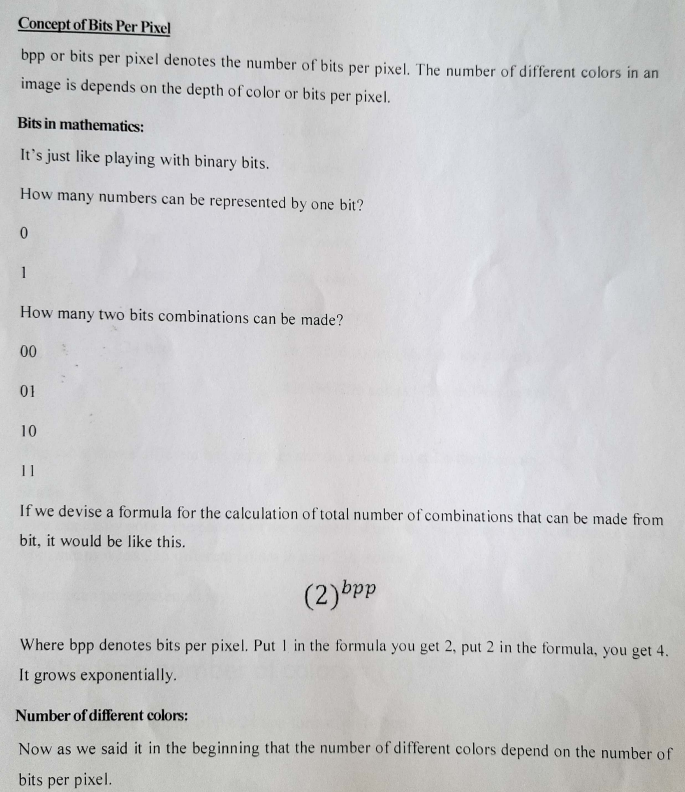 Concept of Bits Per Pixel
bpp or bits per pixel denotes the number of bits per pixel. The number of different colors in an
image is depends on the depth of color or bits per pixel.
Bits in mathematics:
It's just like playing with binary bits.
How many numbers can be represented by one bit?
0
1
How many two bits combinations can be made?
00
01
10
11
If we devise a formula for the calculation of total number of combinations that can be made from
bit, it would be like this.
(2)^bpp
Where bpp denotes bits per pixel. Put 1 in the formula you get 2, put 2 in the formula, you get 4.
It grows exponentially.
Number of different colors:
Now as we said it in the beginning that the number of different colors depend on the number of
bits per pixel.